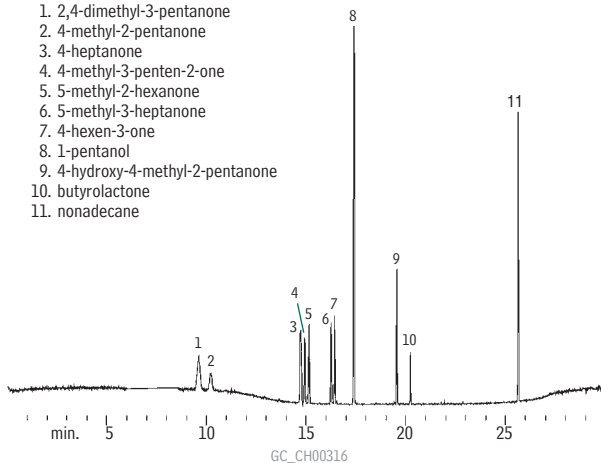 1. 2,4-dimethyl-3-pentanone
2. 4-methyl-2-pentanone
3. 4-heptanone
4. 4-methyl-3-penten-2-one
5. 5-methyl-2-hexanone
6. 5-methyl-3-heptanone
7. 4-hexen-3-one
8. 1-pentanol
9. 4-hydroxy-4-methyl-2-pentanone
10. butyrolactone
11. nonadecane
8
11
9
4
7
3
5
6
10
1
2
min. 5 10 15 20 25
GC_CH00316